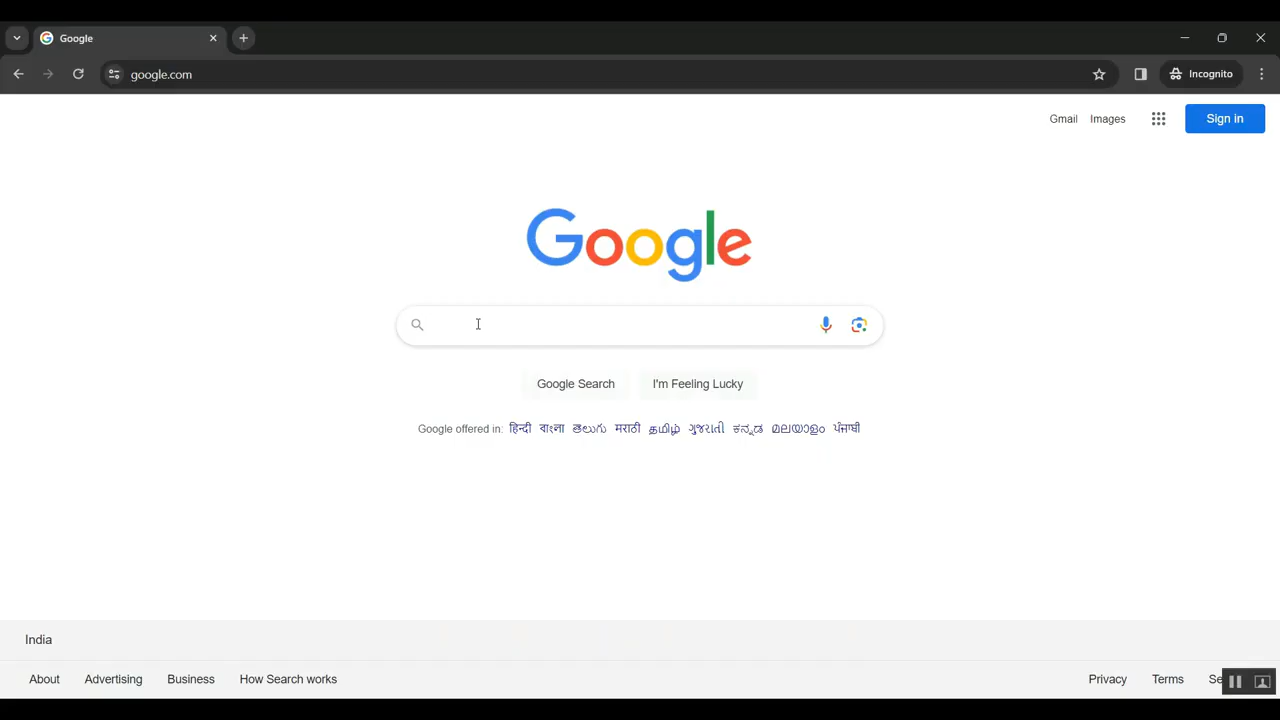 Google
google.com
Incognito
Gmail Images Sign in
Google
Google Search I'm Feeling Lucky
Google offered in: हिन्दी বাংলা తెలుగు मराठी தமிழ் ગુજરાતી ಕನ್ನಡ മലയാളം ਪੰਜਾਬੀ
India
About Advertising Business How Search works Privacy Terms Se